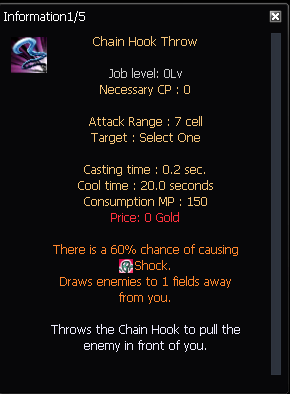 Information1/5
Chain Hook Throw
Job level: 0Lv
Necessary CP : 0
Attack Range : 7 cell
Target : Select One
Casting time : 0.2 sec.
Cool time : 20.0 seconds
Consumption MP : 150
Price: 0 Gold
There is a 60% chance of causing
Shock.
Draws enemies to 1 fields away
from you.
Throws the Chain Hook to pull the
enemy in front of you.